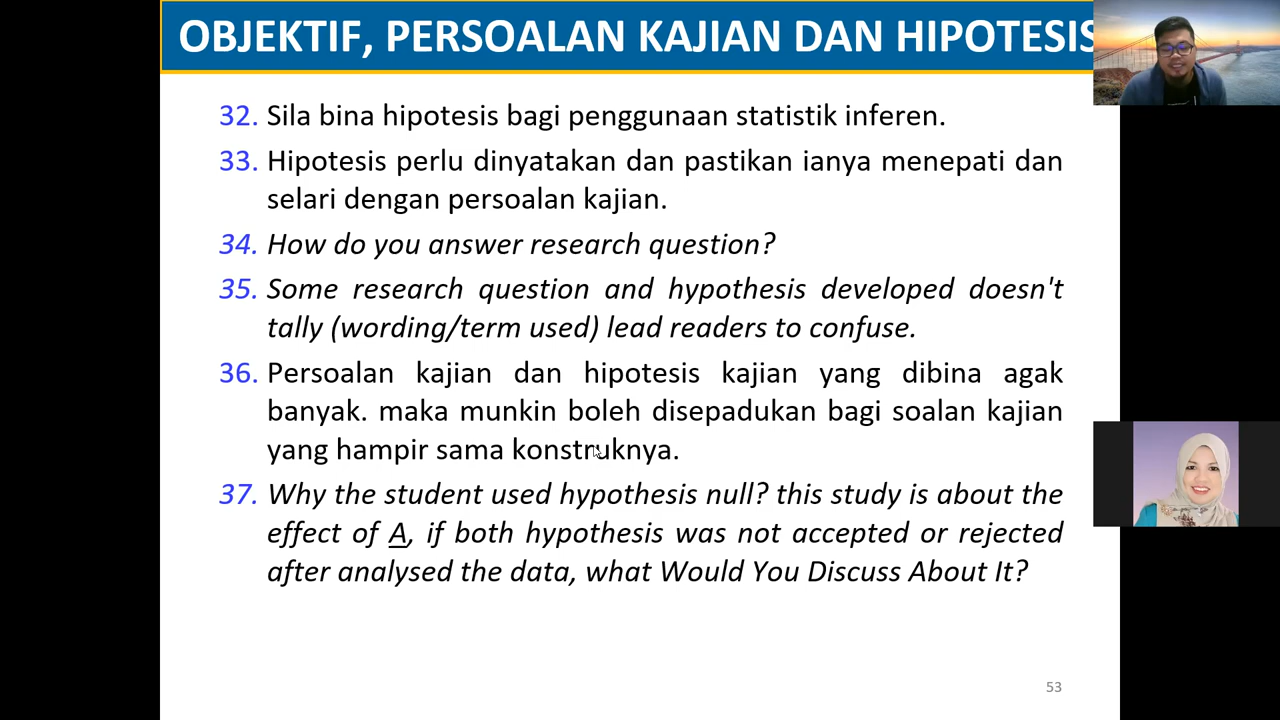 OBJEKTIF, PERSOALAN KAJIAN DAN HIPOTESIS
32. Sila bina hipotesis bagi penggunaan statistik inferen.
33. Hipotesis perlu dinyatakan dan pastikan ianya menepati dan
selari dengan persoalan kajian.
34. How do you answer research question?
35. Some research question and hypothesis developed doesn't
tally (wording/term used) lead readers to confuse.
36. Persoalan kajian dan hipotesis kajian yang dibina agak
banyak. maka munkin boleh disepadukan bagi soalan kajian
yang hampir sama konstruknya.
37. Why the student used hypothesis null? this study is about the
effect of A, if both hypothesis was not accepted or rejected
after analysed the data, what Would You Discuss About It?
53